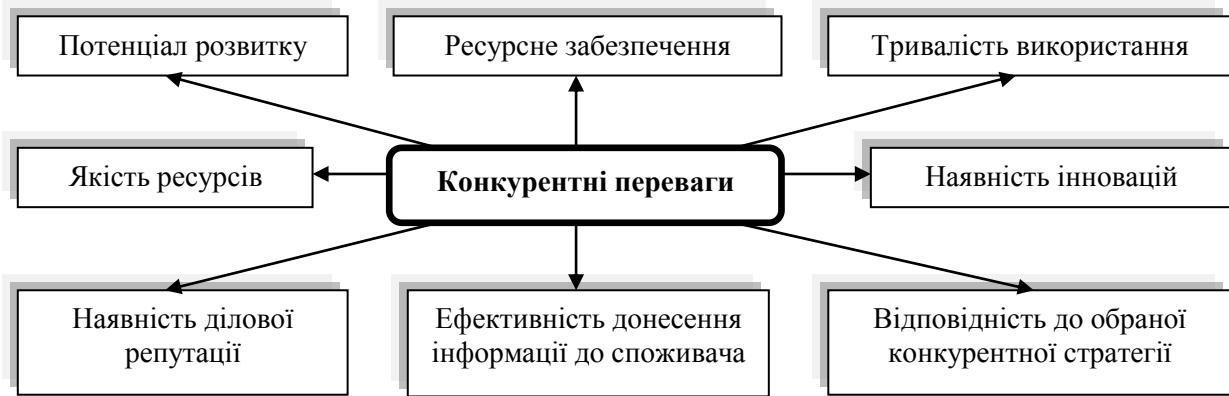 Потенціал розвитку
Ресурсне забезпечення
Тривалість використання
Якість ресурсів
Конкурентні переваги
Наявність інновацій
Наявність ділової
репутації
Ефективність донесення
інформації до споживача
Відповідність до обраної
конкурентної стратегії